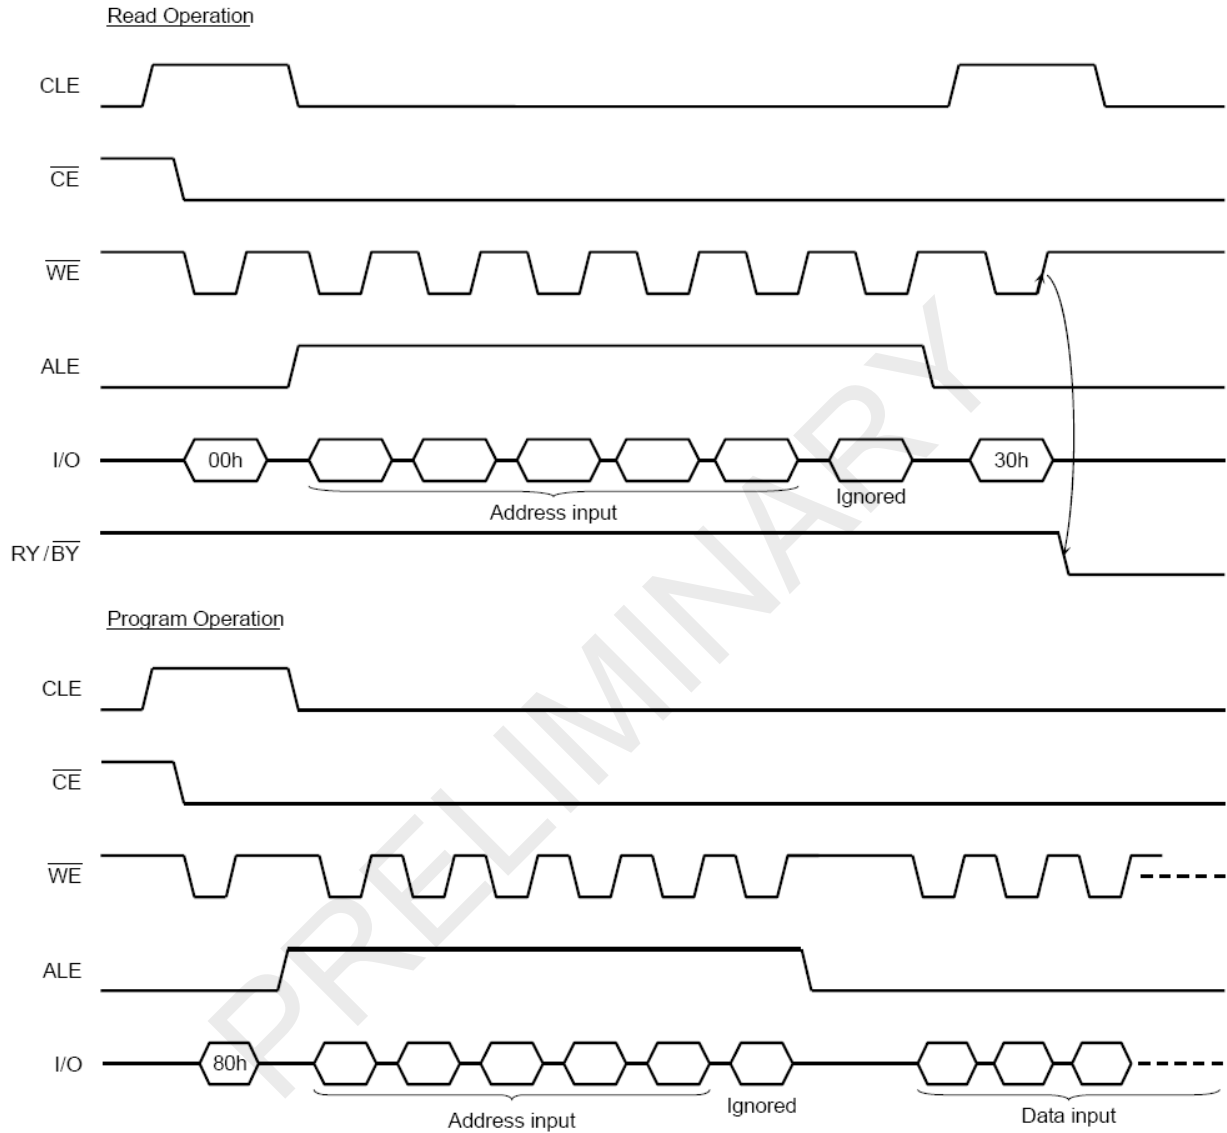 Read Operation
CLE
CE
WE
ALE
I/O 00h 30h
Ignored
Address input
RY/BY
Program Operation
CLE
CE
WE
ALE
I/O 80h
Ignored
Address input Data input
PRELIMINARY